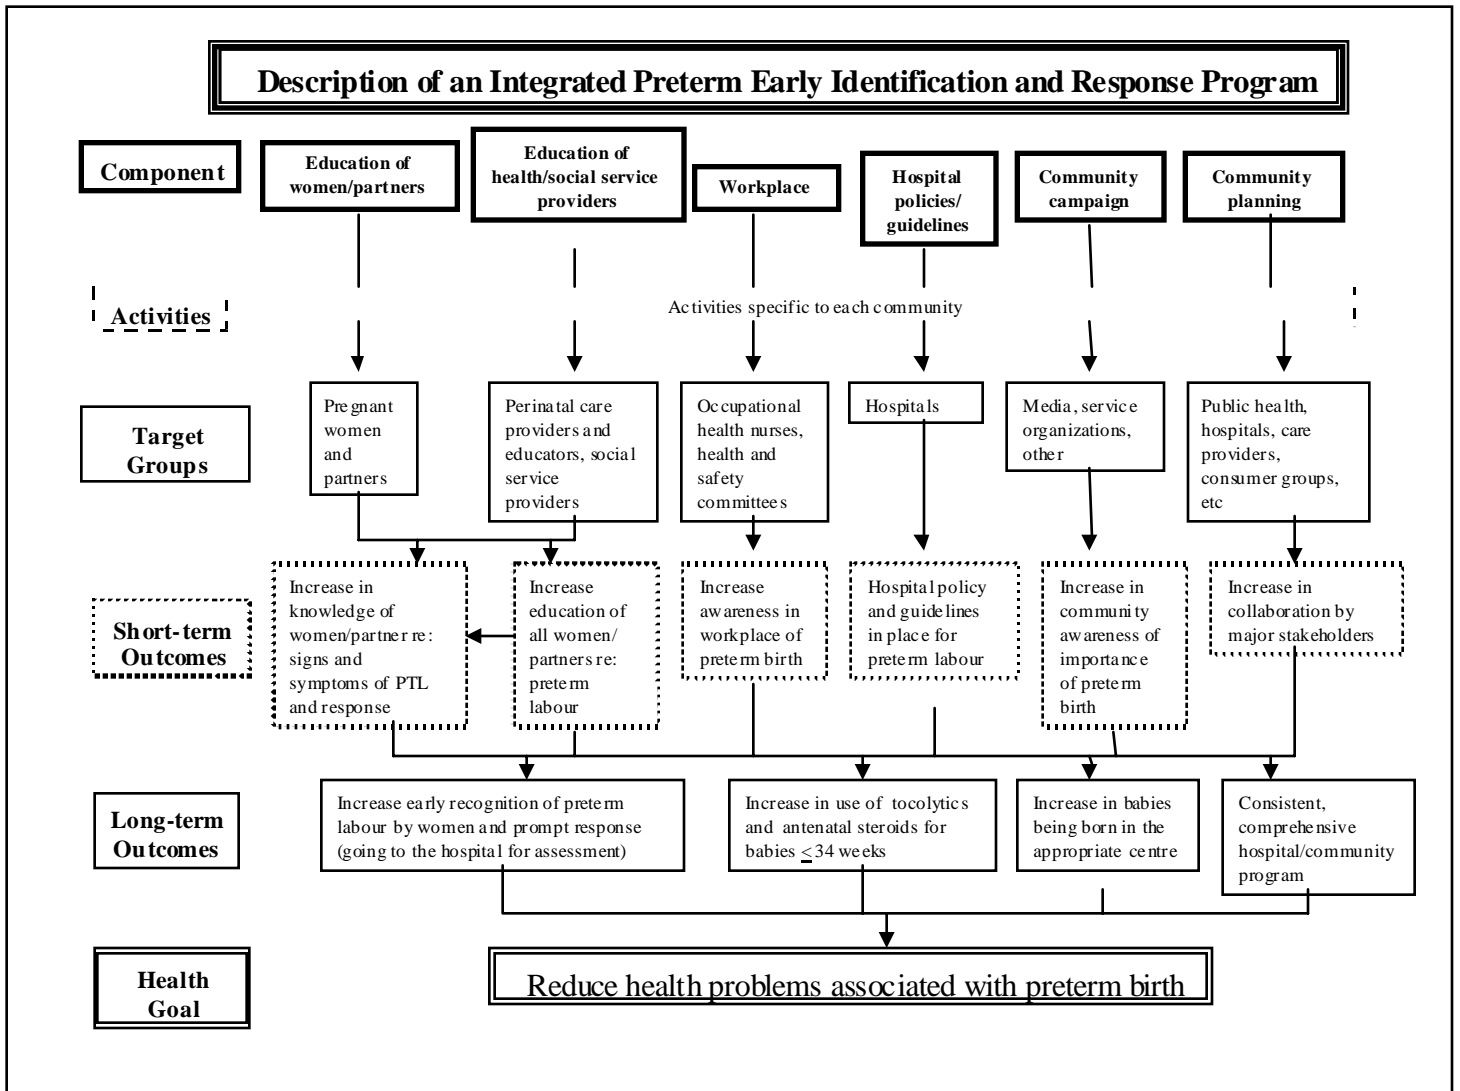 Description of an Integrated Preterm Early Identification and Response Program
Component
Education of
women/partners
Education of
health/social service
providers
Workplace
Hospital
policies/
guidelines
Community
campaign
Community
planning
Activities
Activities specific to each community
Target
Groups
Pregnant
women
and
partners
Perinatal care
providers and
educators, social
service
providers
Occupational
health nurses,
health and
safety
committees
Hospitals
Media, service
organizations,
other
Public health,
hospitals, care
providers,
consumer groups,
etc
Short-term
Outcomes
Increase in
knowledge of
women/partner re:
signs and
symptoms of PTL
and response
Increase
education of
all women/
partners re:
preterm
labour
Increase
awareness in
workplace of
preterm birth
Hospital policy
and guidelines
in place for
preterm labour
Increase in
community
awareness of
importance
of preterm
birth
Increase in
collaboration by
major stakeholders
Long-term
Outcomes
Increase early recognition of preterm
labour by women and prompt response
(going to the hospital for assessment)
Increase in use of tocolytics
and antenatal steroids for
babies ≤34 weeks
Increase in babies
being born in the
appropriate centre
Consistent,
comprehensive
hospital/community
program
Health
Goal
Reduce health problems associated with preterm birth